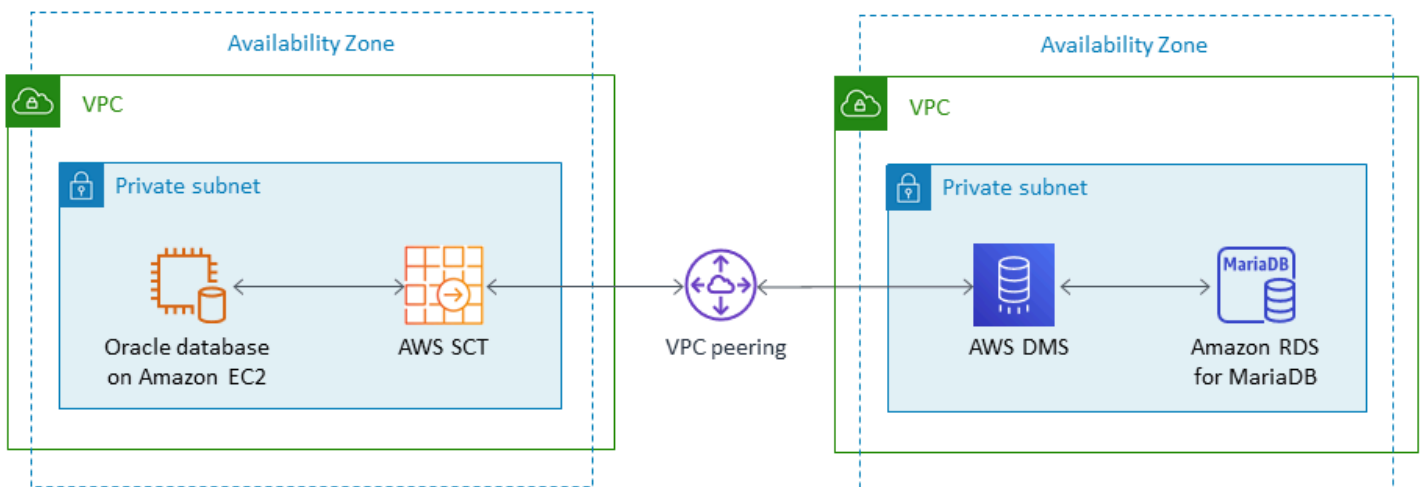 Availability Zone
VPC
Private subnet
Oracle database
on Amazon EC2
AWS SCT
VPC peering
Availability Zone
VPC
Private subnet
AWS DMS
MariaDB
Amazon RDS
for MariaDB